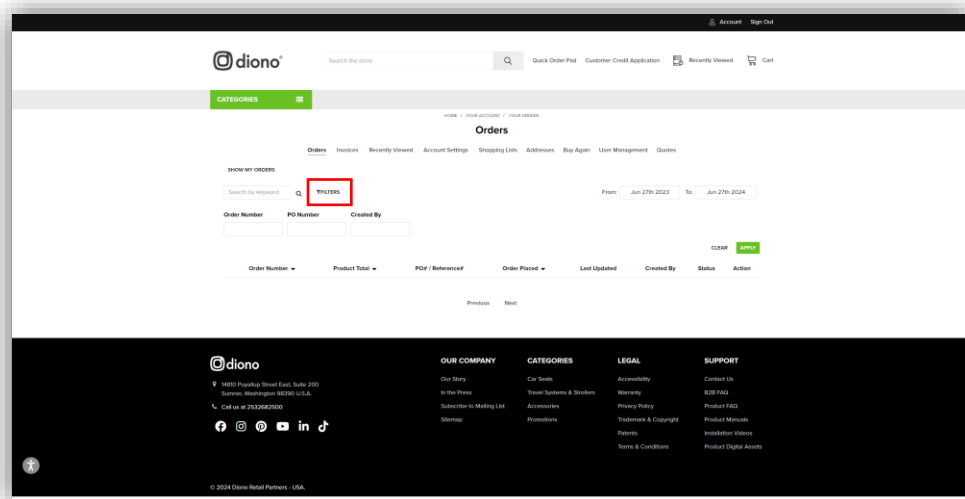 Account Sign Out
diono®
Search the store
Quick Order Pad Customer Credit Application Recently Viewed Cart
CATEGORIES
HOME / YOUR ACCOUNT / YOUR ORDERS
Orders
Orders Invoices Recently Viewed Account Settings Shopping Lists Addresses Buy Again User Management Quotes
SHOW MY ORDERS
Search by keyword FILTERS From: Jun 27th 2023 To: Jun 27th 2024
Order Number PO Number Created By
CLEAR APPLY
Order Number Product Total PO# / Reference# Order Placed Last Updated Created By Status Action
Previous Next
diono
14810 Puyallup Street East, Suite 200
Sumner, Washington 98390 U.S.A.
Call us at 2532682500
OUR COMPANY
Our Story
In the Press
Subscribe to Mailing List
Sitemap
CATEGORIES
Car Seats
Travel Systems & Strollers
Accessories
Promotions
LEGAL
Accessibility
Warranty
Privacy Policy
Trademark & Copyright
Patents
Terms & Conditions
SUPPORT
Contact Us
B2B FAQ
Product FAQ
Product Manuals
Installation Videos
Product Digital Assets
© 2024 Diono Retail Partners - USA.